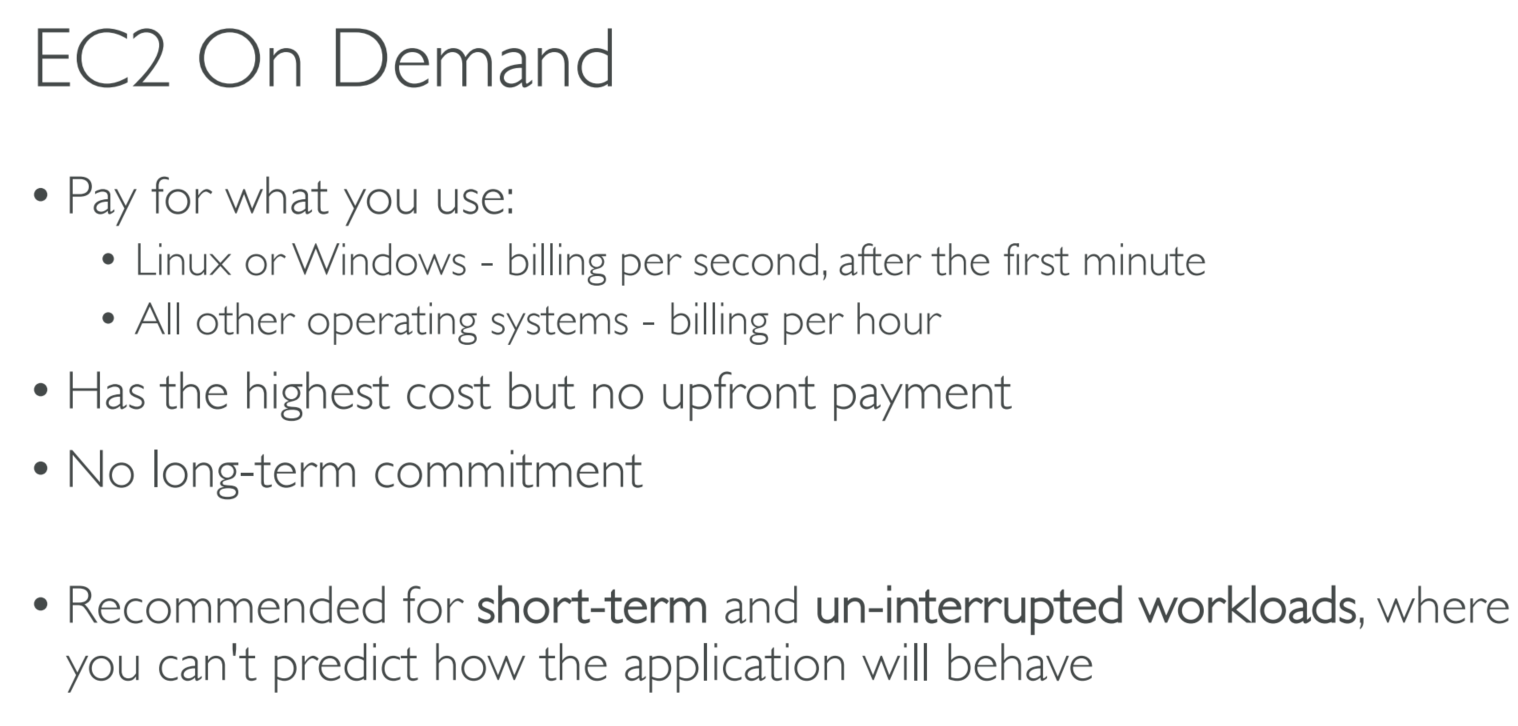 EC2 On Demand
• Pay for what you use:
• Linux or Windows - billing per second, after the first minute
• All other operating systems - billing per hour
• Has the highest cost but no upfront payment
• No long-term commitment
• Recommended for short-term and un-interrupted workloads, where
you can't predict how the application will behave